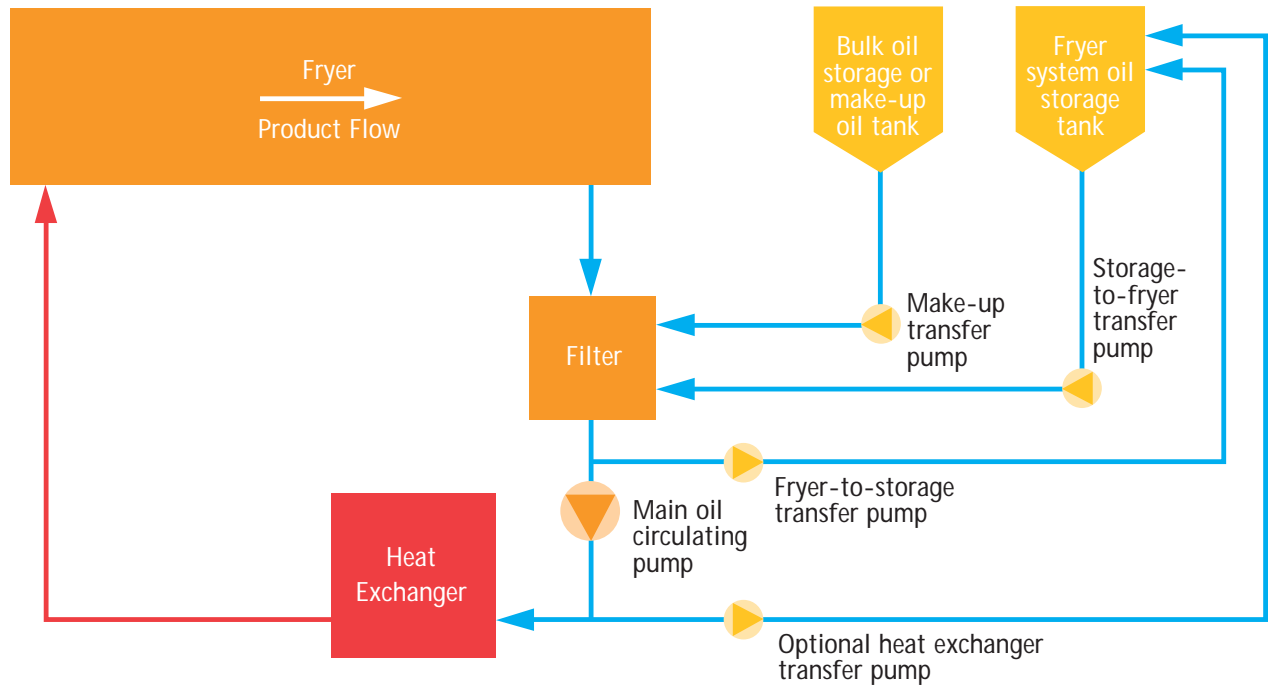 Fryer
Product Flow
Bulk oil
storage or
make-up
oil tank
Fryer
system oil
storage
tank
Storage-
to-fryer
transfer
pump
Make-up
transfer
pump
Filter
Fryer-to-storage
transfer pump
Main oil
circulating
pump
Heat
Exchanger
Optional heat exchanger
transfer pump